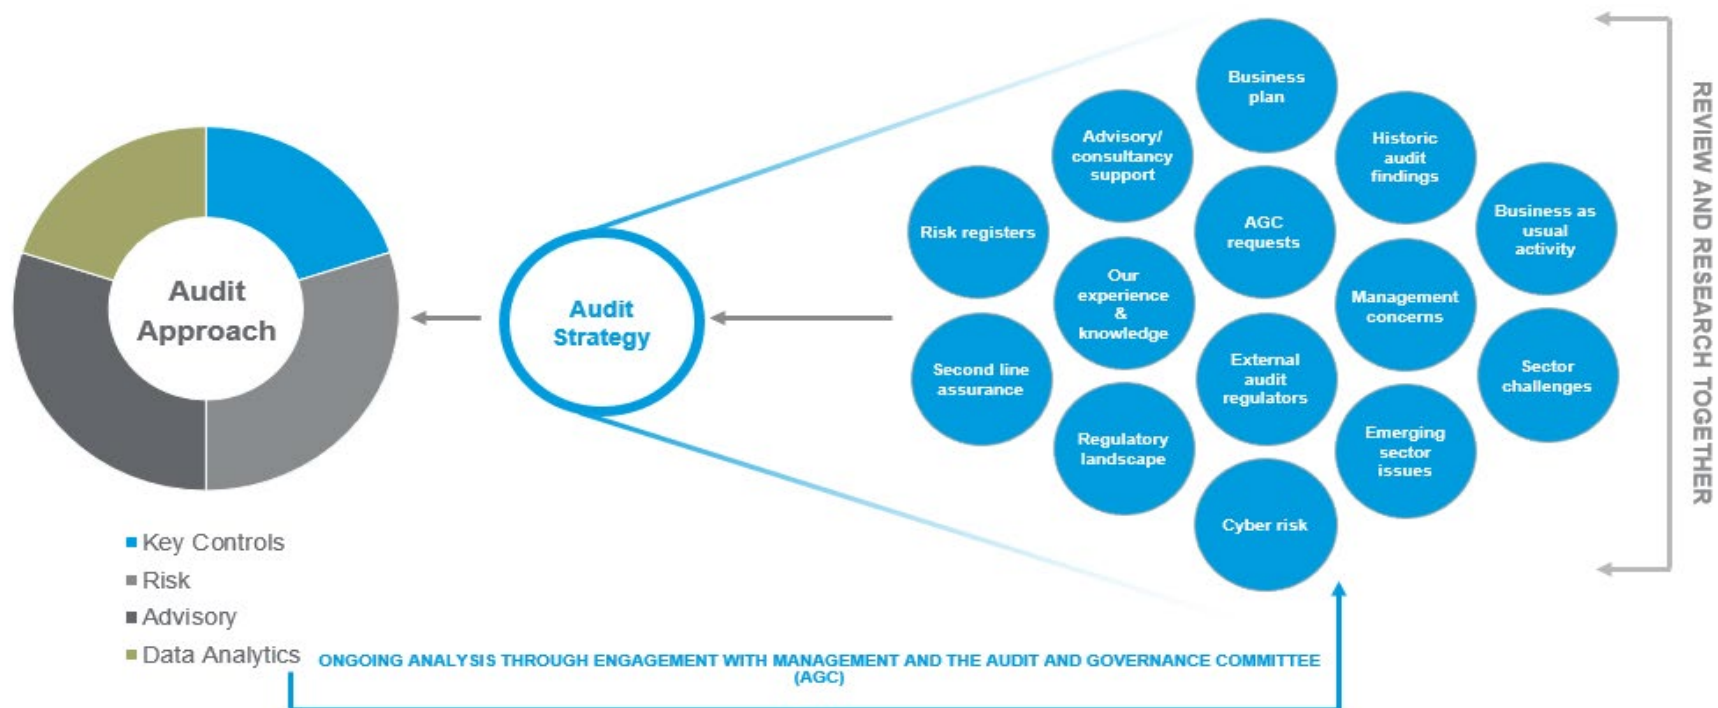 Audit
Approach
Key Controls
Risk
Advisory
Data Analytics
Audit
Strategy
Business
plan
Advisory/
consultancy
support
Historic
audit
findings
Risk registers
AGC
requests
Business as
usual
activity
Our
experience
&
knowledge
Management
concerns
Second line
assurance
External
audit
regulators
Sector
challenges
Regulatory
landscape
Emerging
sector
issues
Cyber risk
REVIEW AND RESEARCH TOGETHER
ONGOING ANALYSIS THROUGH ENGAGEMENT WITH MANAGEMENT AND THE AUDIT AND GOVERNANCE COMMITTEE
(AGC)